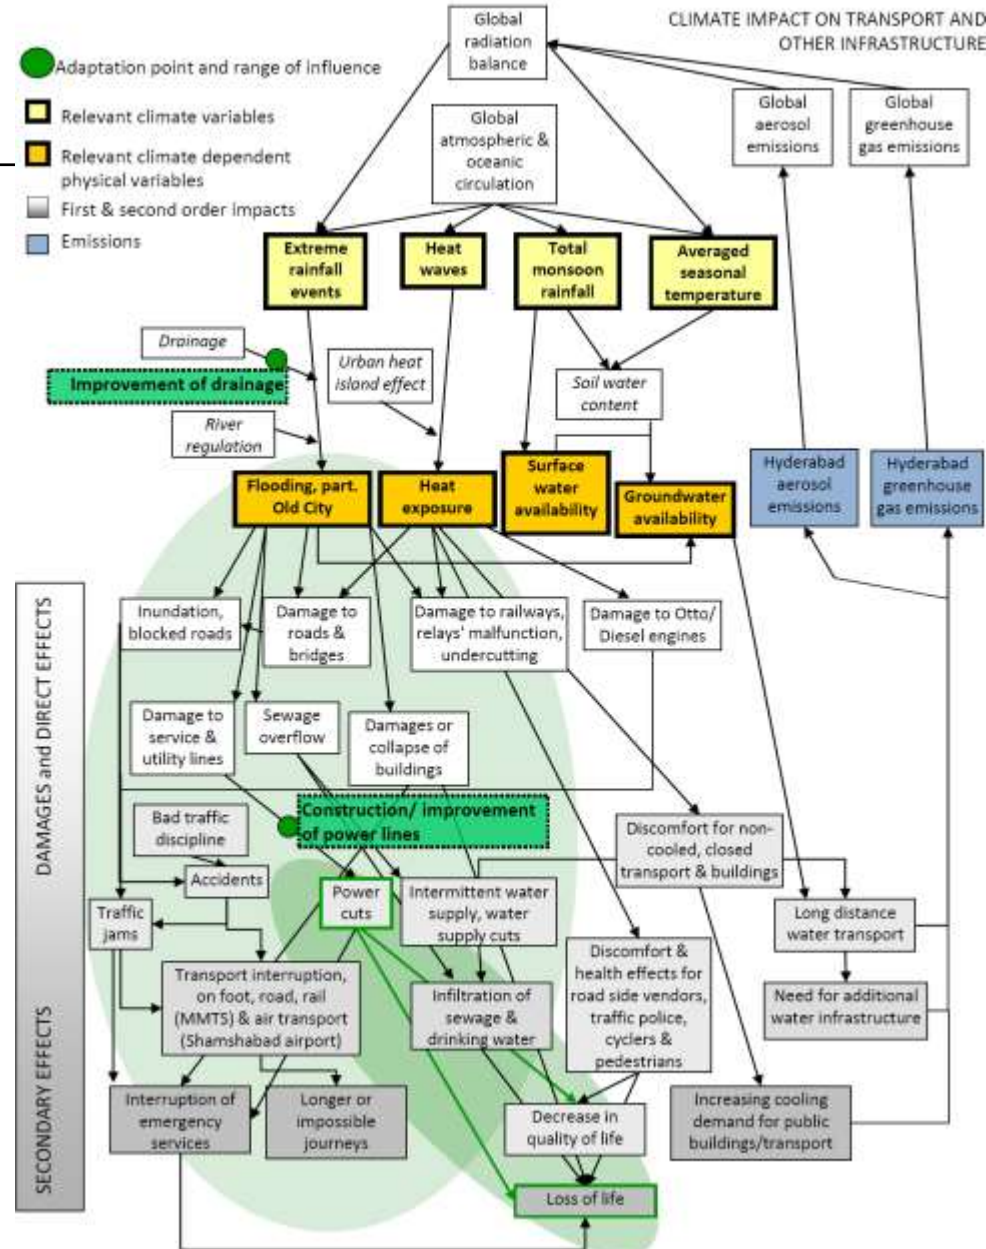 CLIMATE IMPACT ON TRANSPORT AND
OTHER INFRASTRUCTURE
Adaptation point and range of influence
Relevant climate variables
Relevant climate dependent
physical variables
First & second order impacts
Emissions
Global
radiation
balance
Global
aerosol
emissions
Global
greenhouse
gas emissions
Global
atmospheric &
oceanic
circulation
Extreme
rainfall
events
Heat
waves
Total
monsoon
rainfall
Averaged
seasonal
temperature
Drainage
Improvement of drainage
Urban heat
island effect
Soil water
content
River
regulation
Flooding, part.
Old City
Heat
exposure
Surface
water
availability
Groundwater
availability
Hyderabad
aerosol
emissions
Hyderabad
greenhouse
gas emissions
DAMAGES and DIRECT EFFECTS
SECONDARY EFFECTS
Inundation,
blocked roads
Damage to
roads &
bridges
Damage to railways,
relays' malfunction,
undercutting
Damage to Otto/
Diesel engines
Damage to
service &
utility lines
Sewage
overflow
Damages or
collapse of
buildings
Construction/ improvement
of power lines
Bad traffic
discipline
Discomfort for non-
cooled, closed
transport & buildings
Accidents
Power
cuts
Intermittent water
supply, water
supply cuts
Traffic
jams
Long distance
water transport
Discomfort &
health effects for
road side vendors,
traffic police,
cyclers &
pedestrians
Transport interruption,
on foot, road, rail
(MMTS) & air transport
(Shamshabad airport)
Infiltration of
sewage &
drinking water
Need for additional
water infrastructure
Interruption of
emergency
services
Longer or
impossible
journeys
Decrease in
quality of life
Increasing cooling
demand for public
buildings/transport
Loss of life